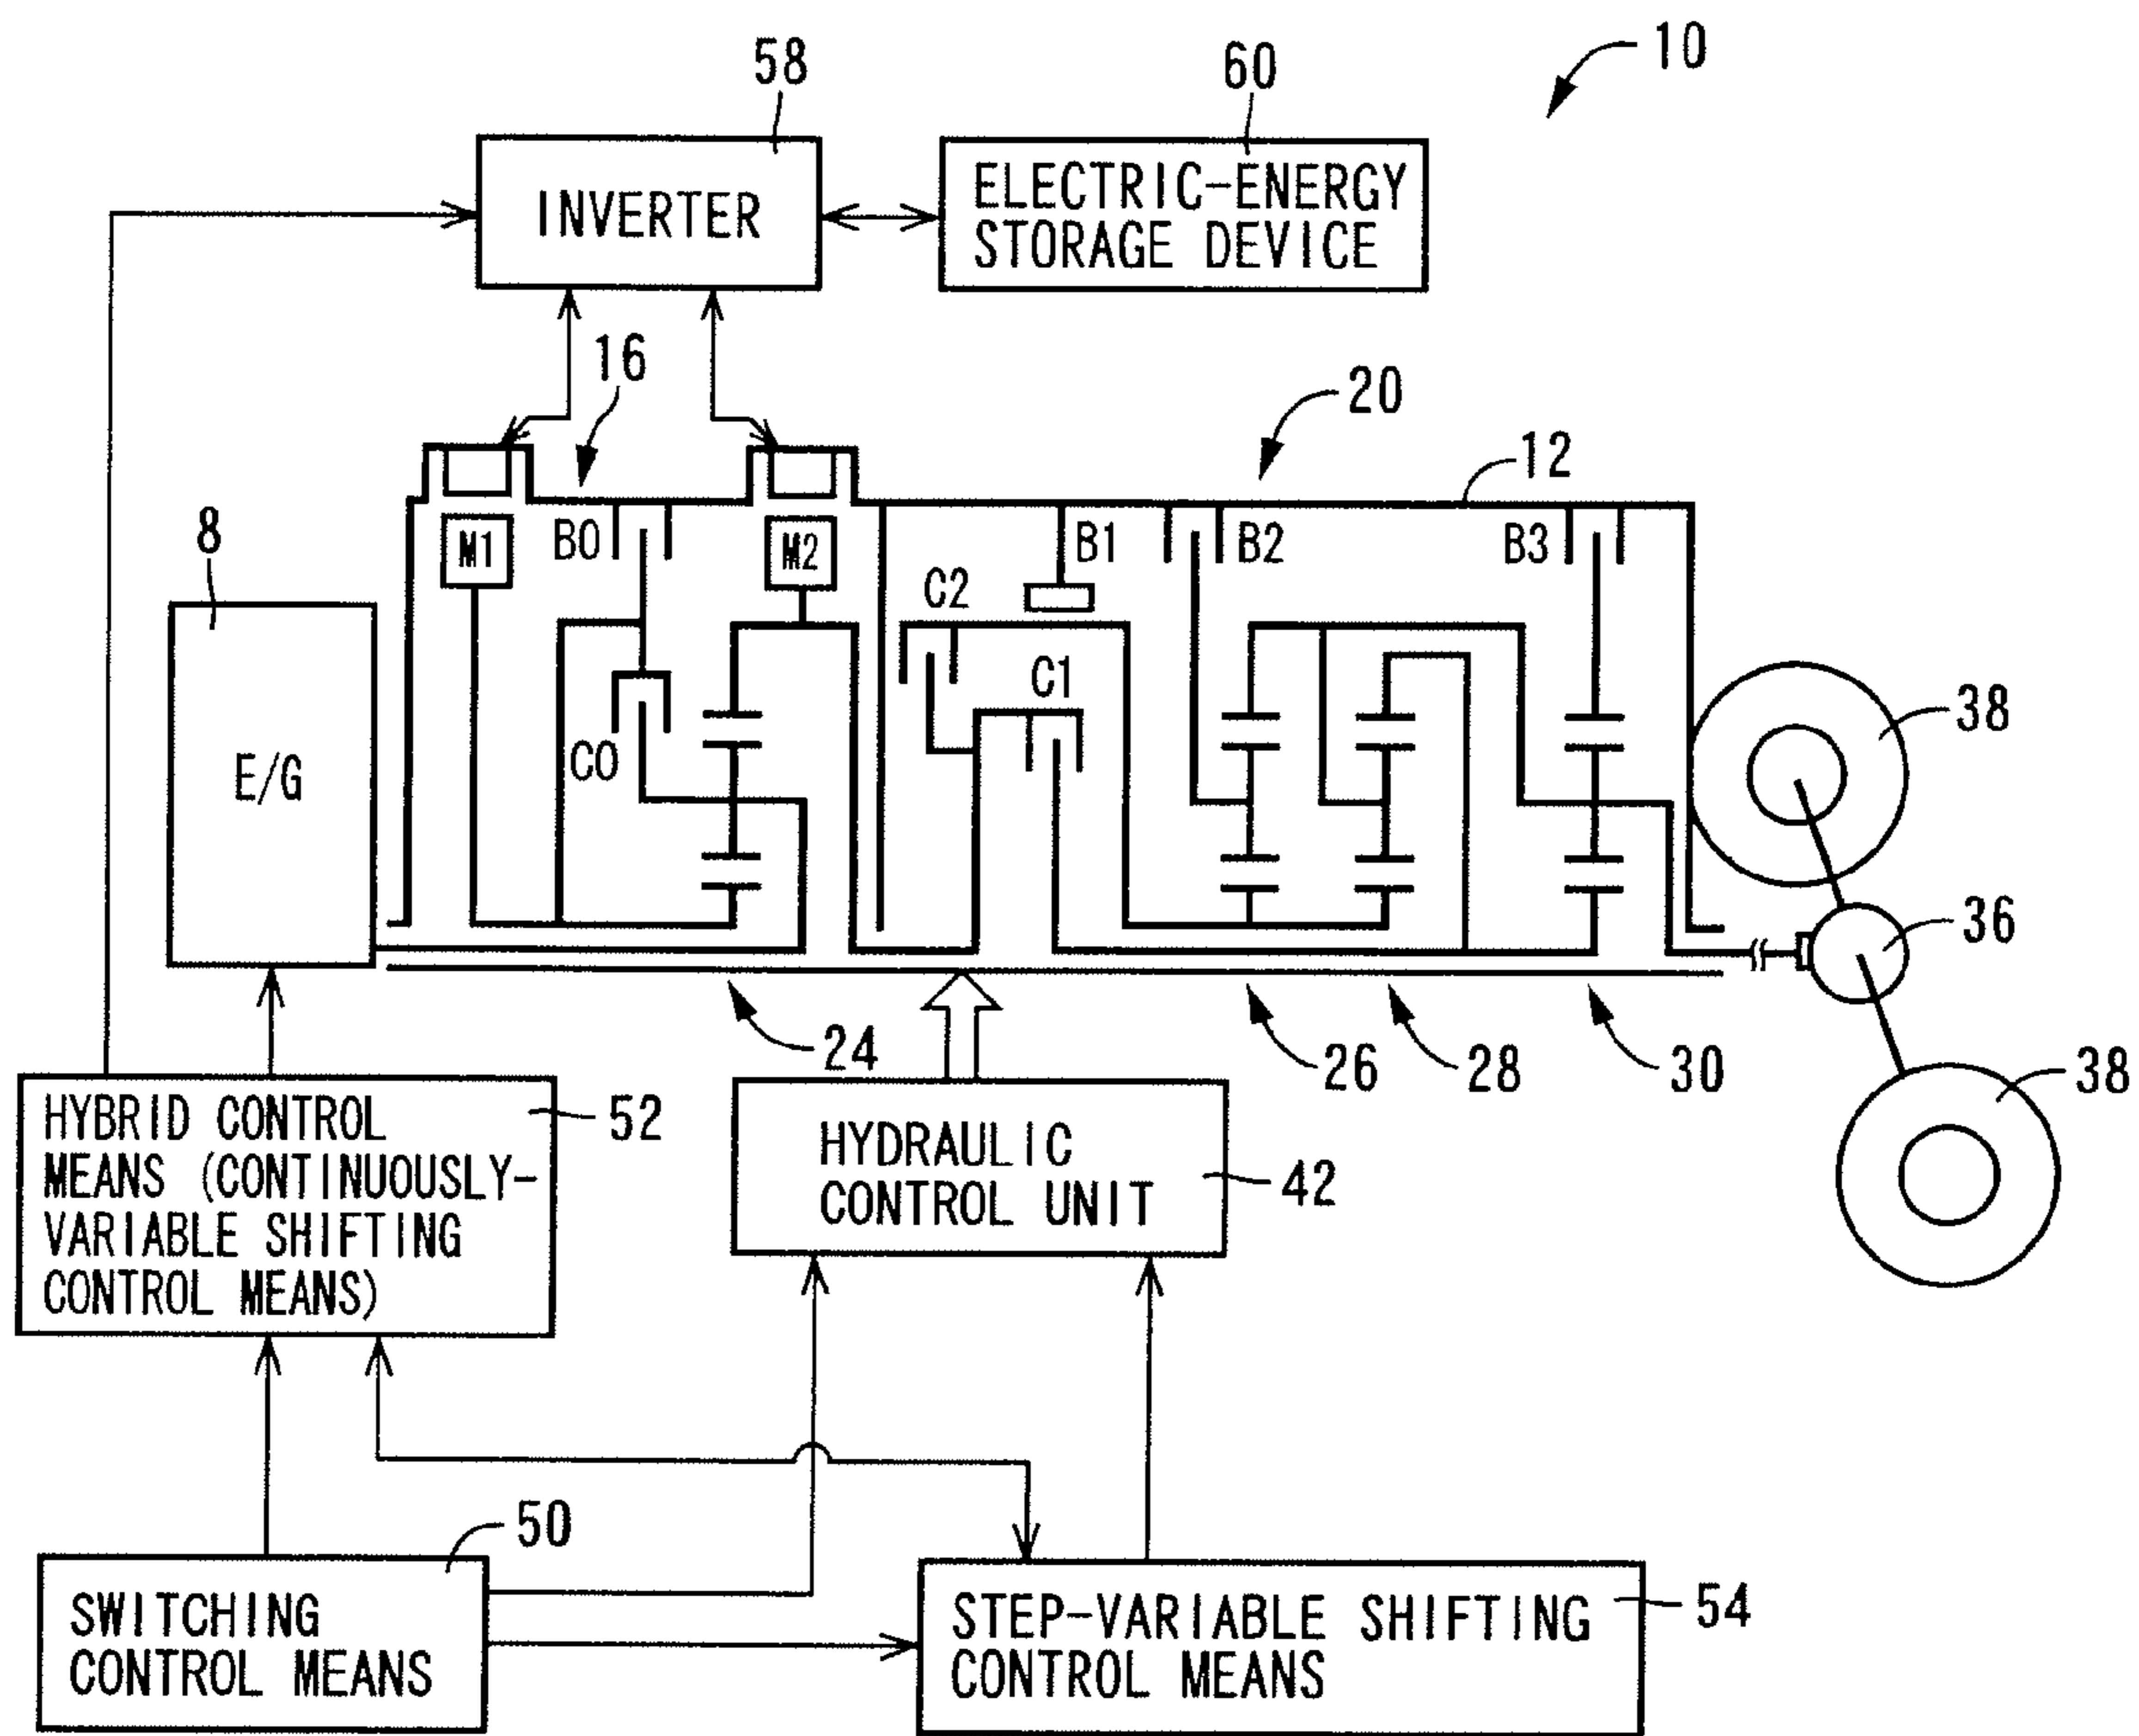 10
58
60
INVERTER
ELECTRIC-ENERGY
STORAGE DEVICE
16
20
12
8
M1
B0
M2
B1
B2
B3
C2
C1
C0
E/G
38
36
24
26
28
30
38
HYBRID CONTROL
MEANS (CONTINUOUSLY-
VARIABLE SHIFTING
CONTROL MEANS)
52
HYDRAULIC
CONTROL UNIT
42
50
SWITCHING
CONTROL MEANS
STEP-VARIABLE SHIFTING
CONTROL MEANS
54